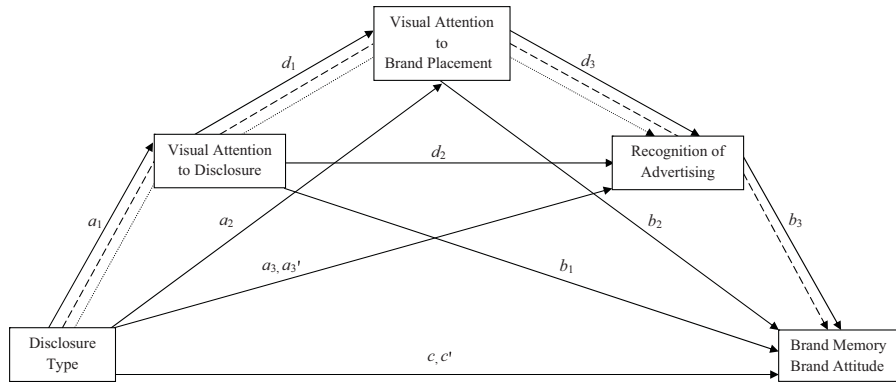 Visual Attention
to
Brand Placement
d₁
d₃
Visual Attention
to Disclosure
d₂
Recognition of
Advertising
a₁
a₂
b₂
b₃
a₃, a₃'
b₁
Disclosure
Type
c, c'
Brand Memory
Brand Attitude